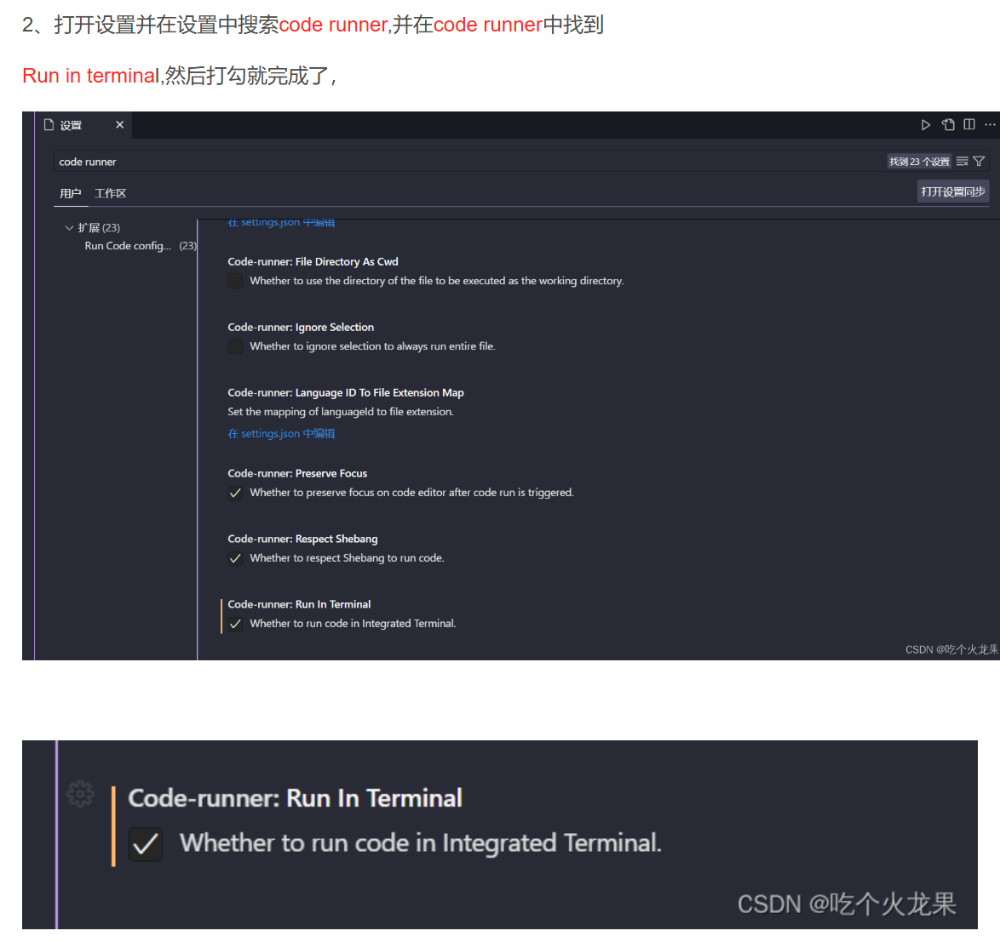 2、打开设置并在设置中搜索code runner,并在code runner中找到
Run in terminal,然后打勾就完成了，
设置
code runner
找到 23 个设置
用户 工作区
打开设置同步
扩展 (23)
Run Code config... (23)
在 settings.json 中编辑
Code-runner: File Directory As Cwd
Whether to use the directory of the file to be executed as the working directory.
Code-runner: Ignore Selection
Whether to ignore selection to always run entire file.
Code-runner: Language ID To File Extension Map
Set the mapping of languageId to file extension.
在 settings.json 中编辑
Code-runner: Preserve Focus
Whether to preserve focus on code editor after code run is triggered.
Code-runner: Respect Shebang
Whether to respect Shebang to run code.
Code-runner: Run In Terminal
Whether to run code in Integrated Terminal.
CSDN @吃个火龙果
Code-runner: Run In Terminal
Whether to run code in Integrated Terminal.
CSDN @吃个火龙果